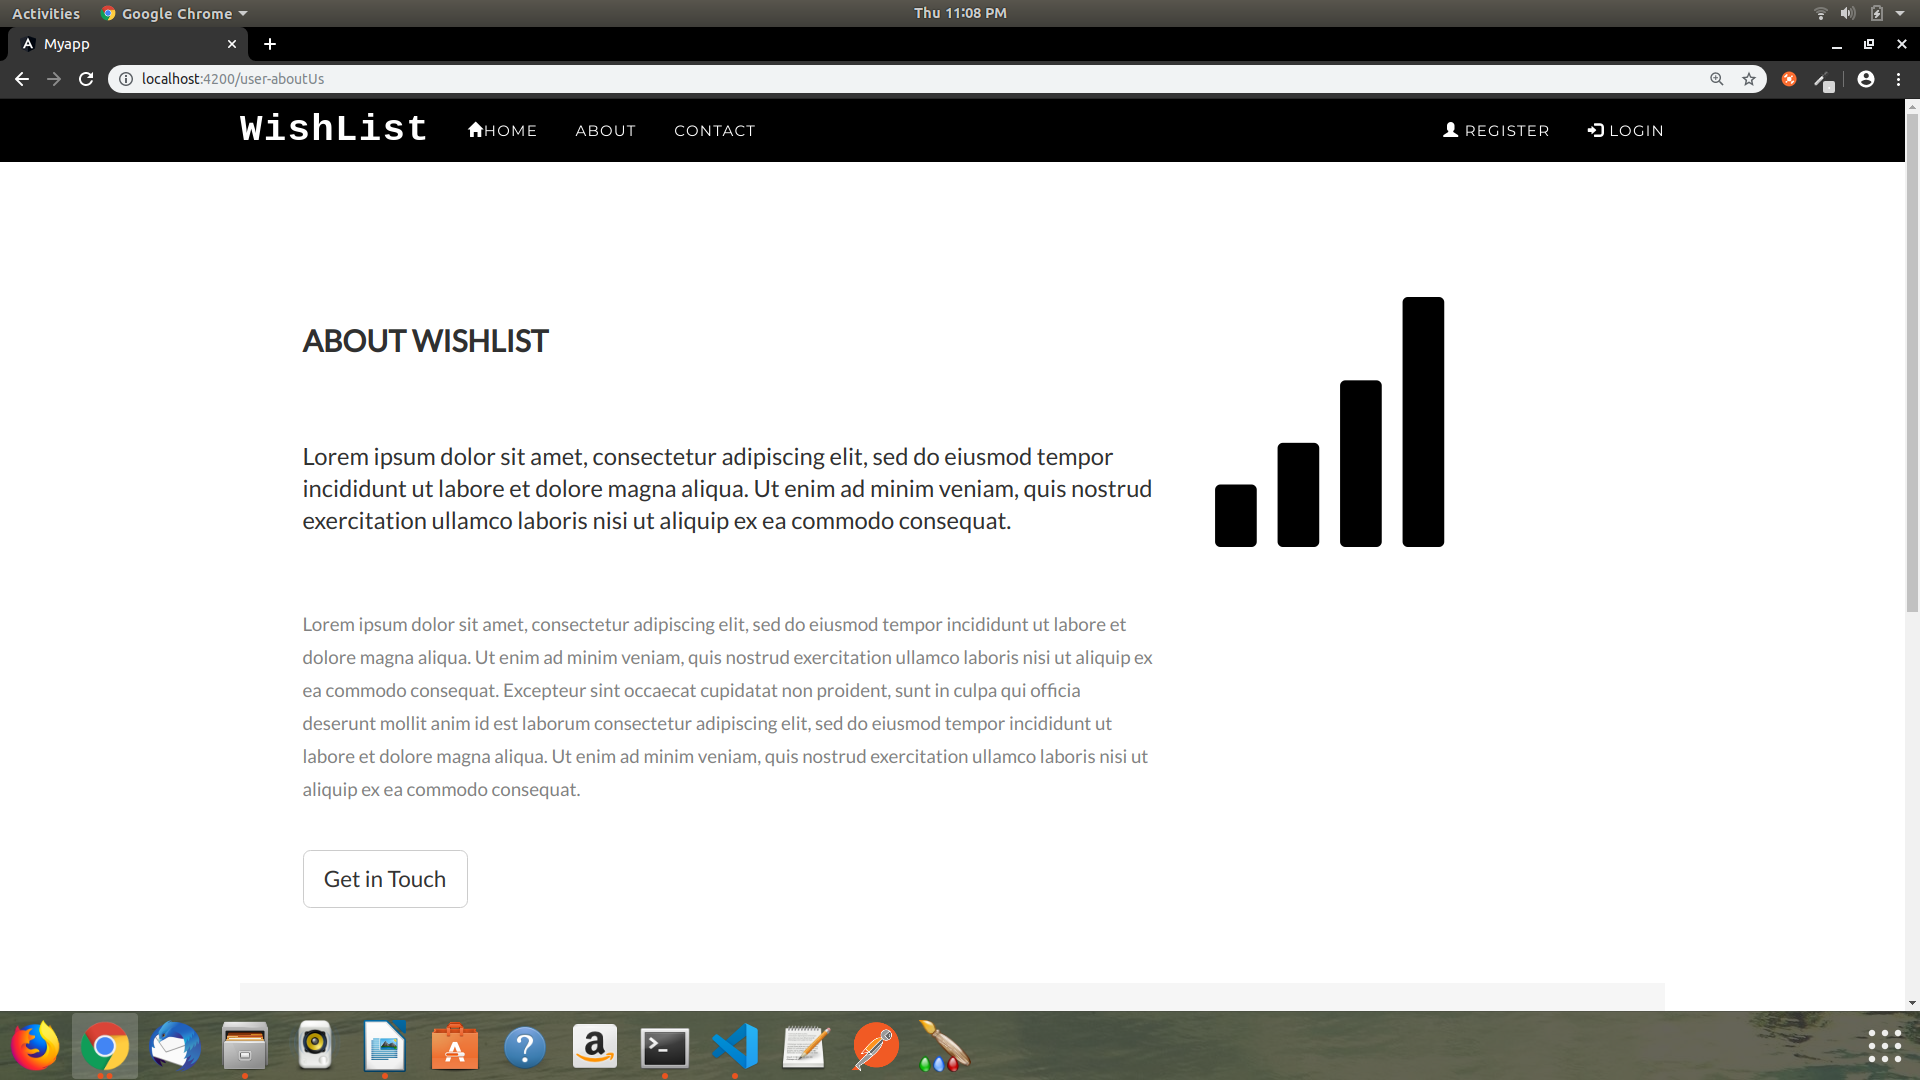 Activities
Google Chrome
Thu 11:08 PM
Myapp
localhost:4200/user-aboutUs
WishList
HOME
ABOUT
CONTACT
REGISTER
LOGIN
ABOUT WISHLIST
Lorem ipsum dolor sit amet, consectetur adipiscing elit, sed do eiusmod tempor
incididunt ut labore et dolore magna aliqua. Ut enim ad minim veniam, quis nostrud
exercitation ullamco laboris nisi ut aliquip ex ea commodo consequat.
Lorem ipsum dolor sit amet, consectetur adipiscing elit, sed do eiusmod tempor incididunt ut labore et
dolore magna aliqua. Ut enim ad minim veniam, quis nostrud exercitation ullamco laboris nisi ut aliquip ex
ea commodo consequat. Excepteur sint occaecat cupidatat non proident, sunt in culpa qui officia
deserunt mollit anim id est laborum consectetur adipiscing elit, sed do eiusmod tempor incididunt ut
labore et dolore magna aliqua. Ut enim ad minim veniam, quis nostrud exercitation ullamco laboris nisi ut
aliquip ex ea commodo consequat.
Get in Touch